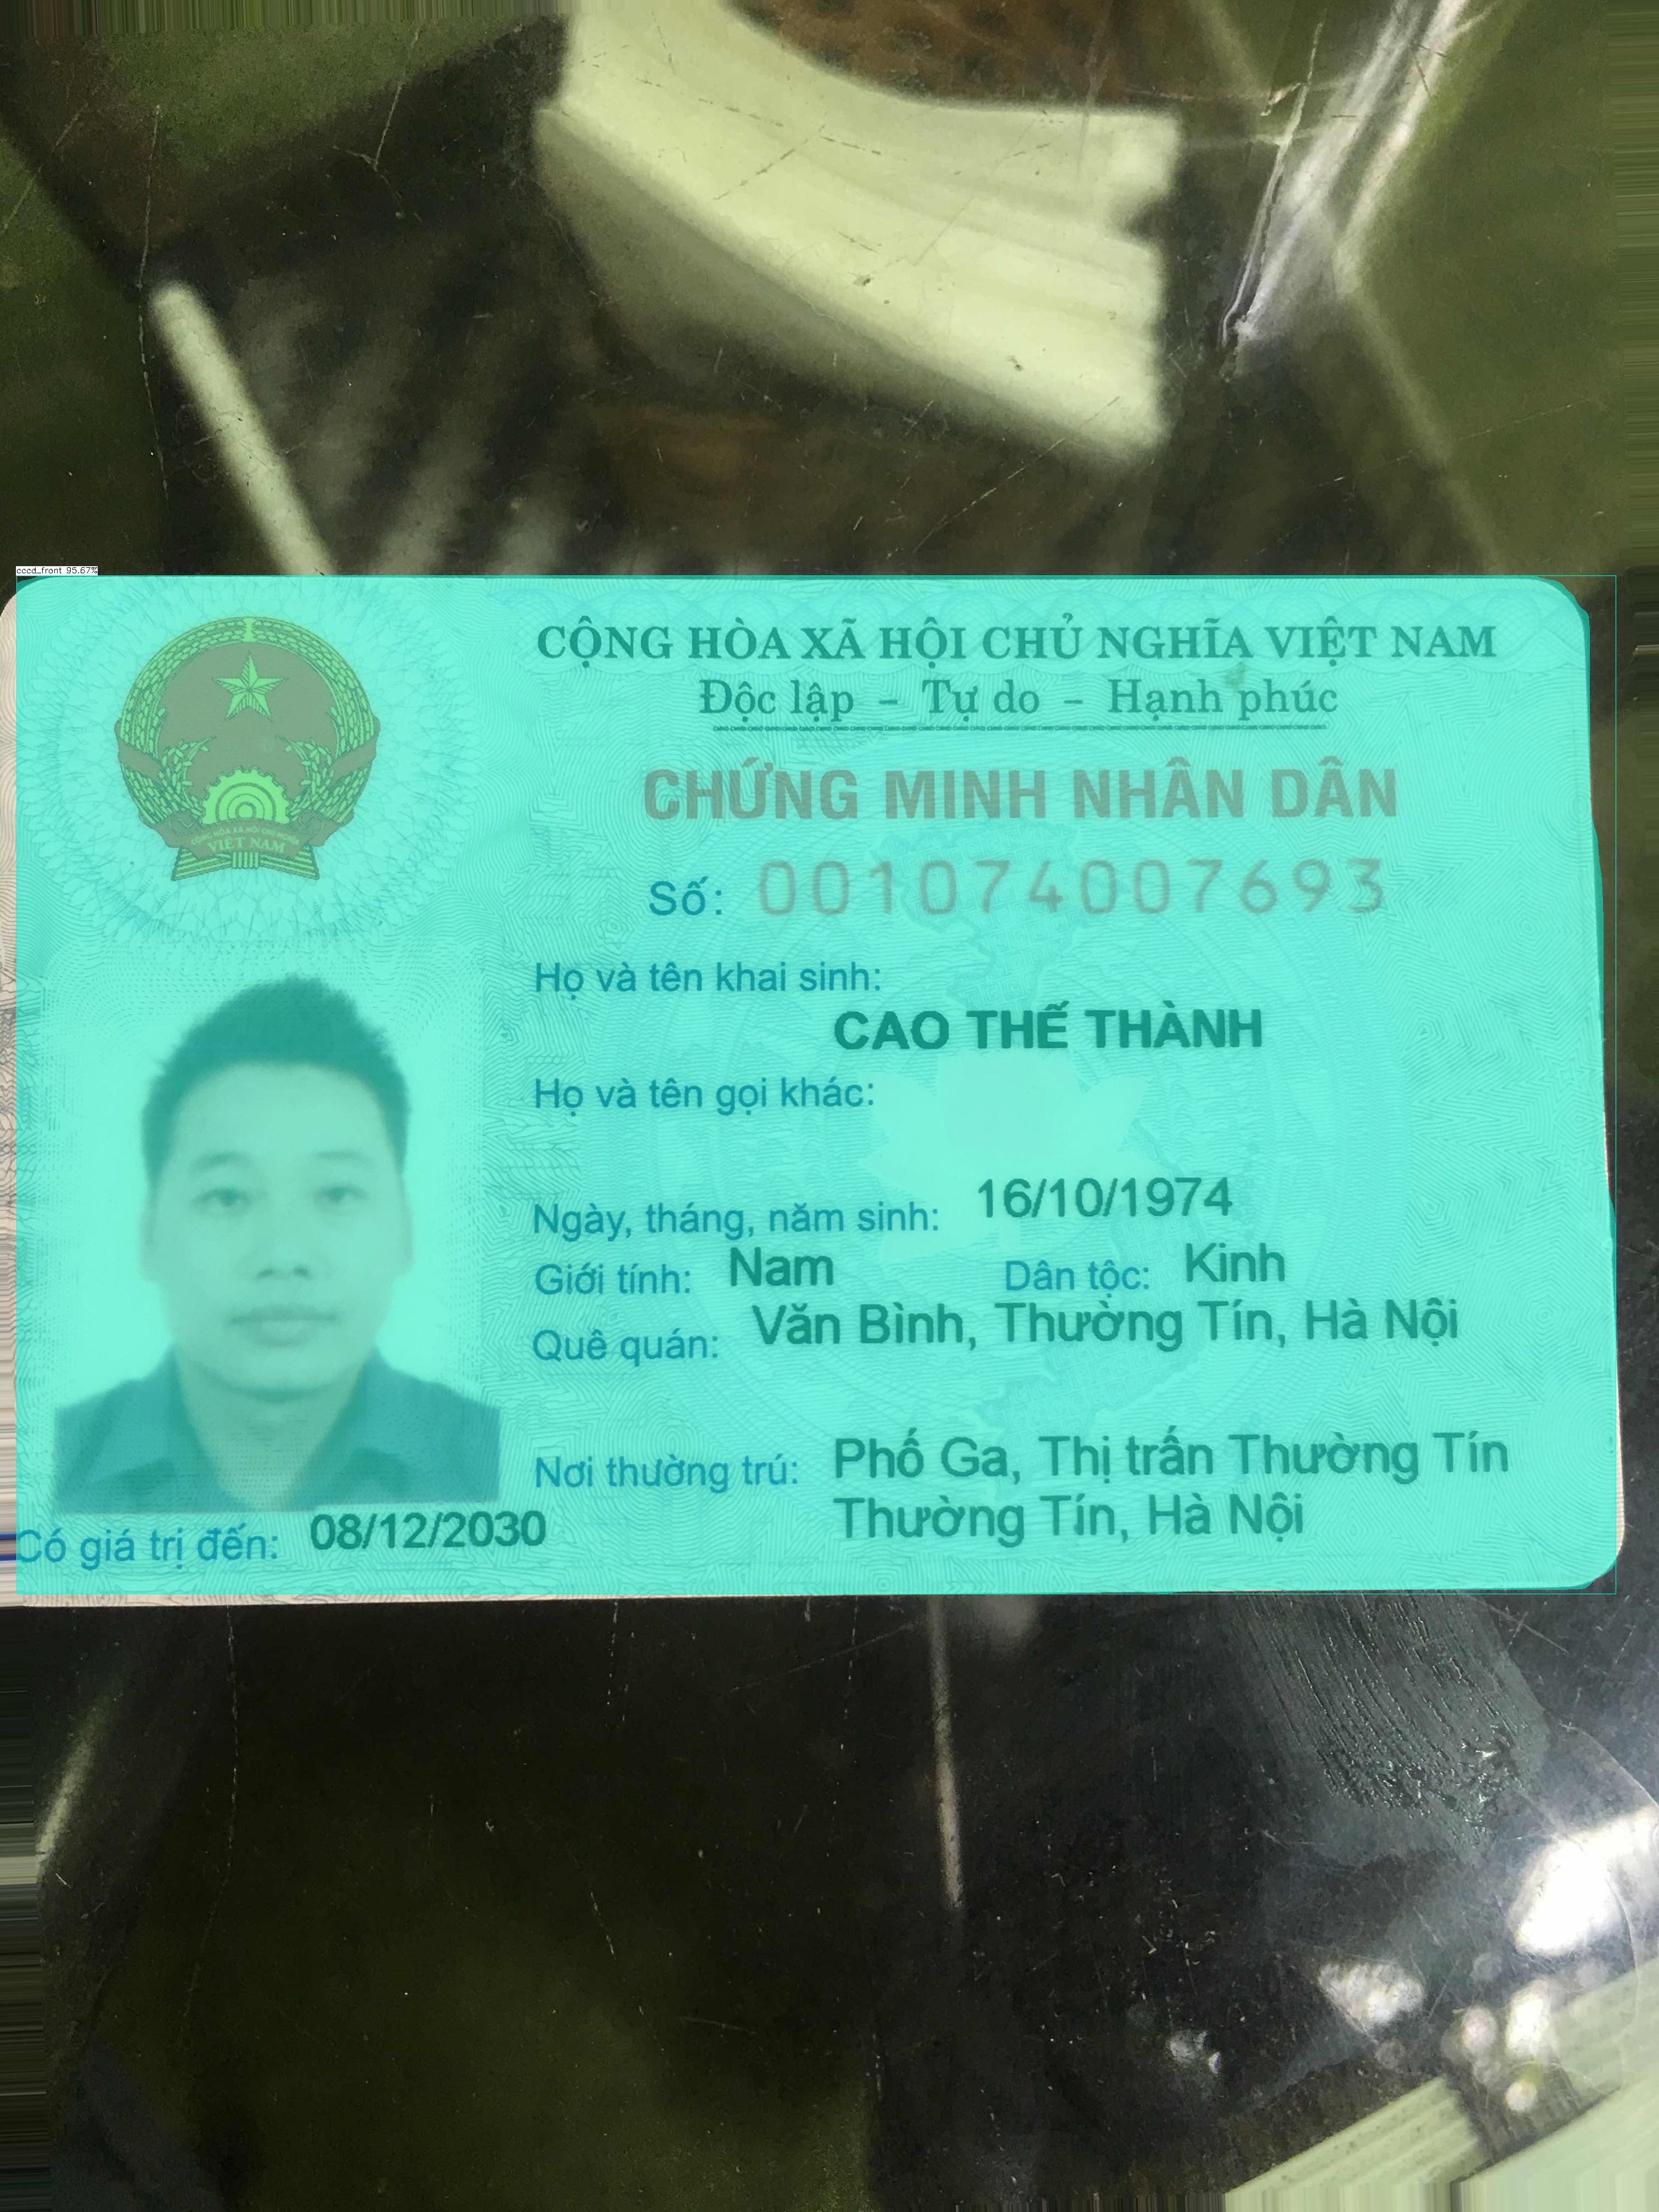 cccd_front 95.67%
CỘNG HÒA XÃ HỘI CHỦ NGHĨA VIỆT NAM
Độc lập – Tự do – Hạnh phúc
CHỨNG MINH NHÂN DÂN
Số: 001074007693
Họ và tên khai sinh:
CAO THẾ THÀNH
Họ và tên gọi khác:
Ngày, tháng, năm sinh: 16/10/1974
Giới tính: Nam Dân tộc: Kinh
Quê quán: Văn Bình, Thường Tín, Hà Nội
Nơi thường trú: Phố Ga, Thị trấn Thường Tín
Thường Tín, Hà Nội
Có giá trị đến: 08/12/2030
CỘNG HÒA XÃ HỘI CHỦ NGHĨA
VIỆT NAM